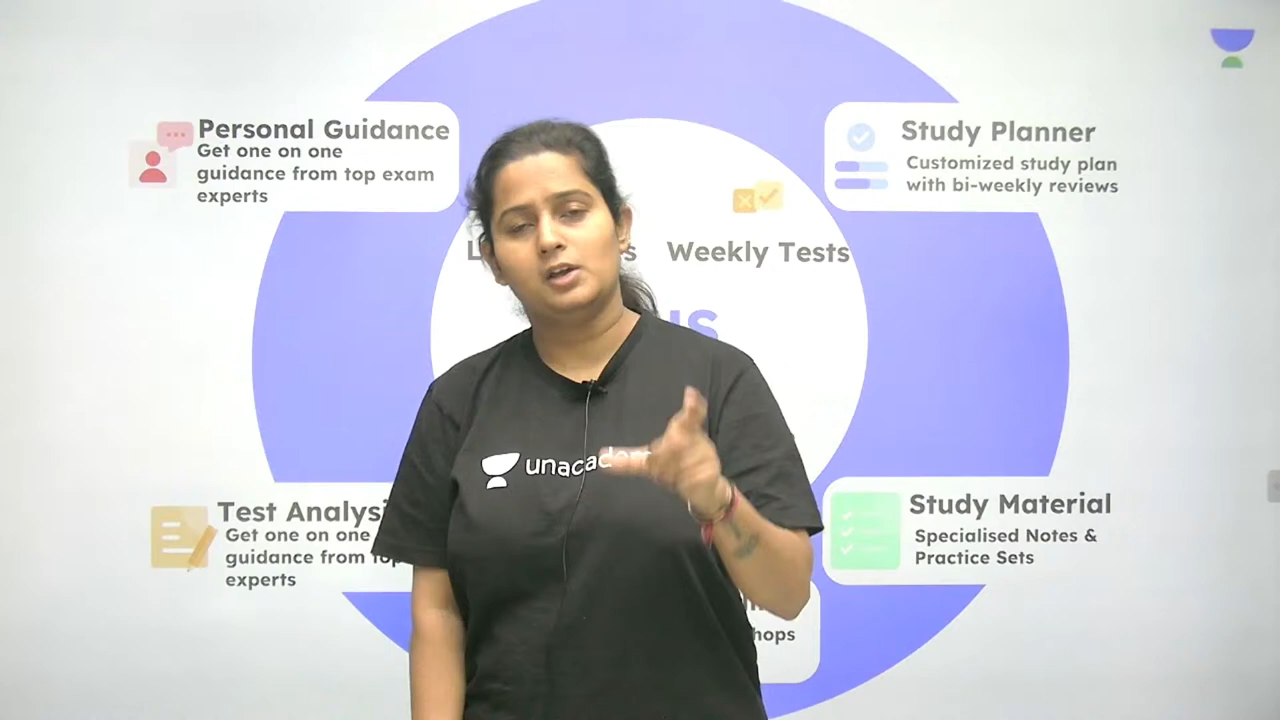 Personal Guidance
Get one on one
guidance from top exam
experts
Study Planner
Customized study plan
with bi-weekly reviews
Weekly Tests
unacadem
Test Analysi
Get one on one
guidance from top
experts
Study Material
Specialised Notes &
Practice Sets
hops